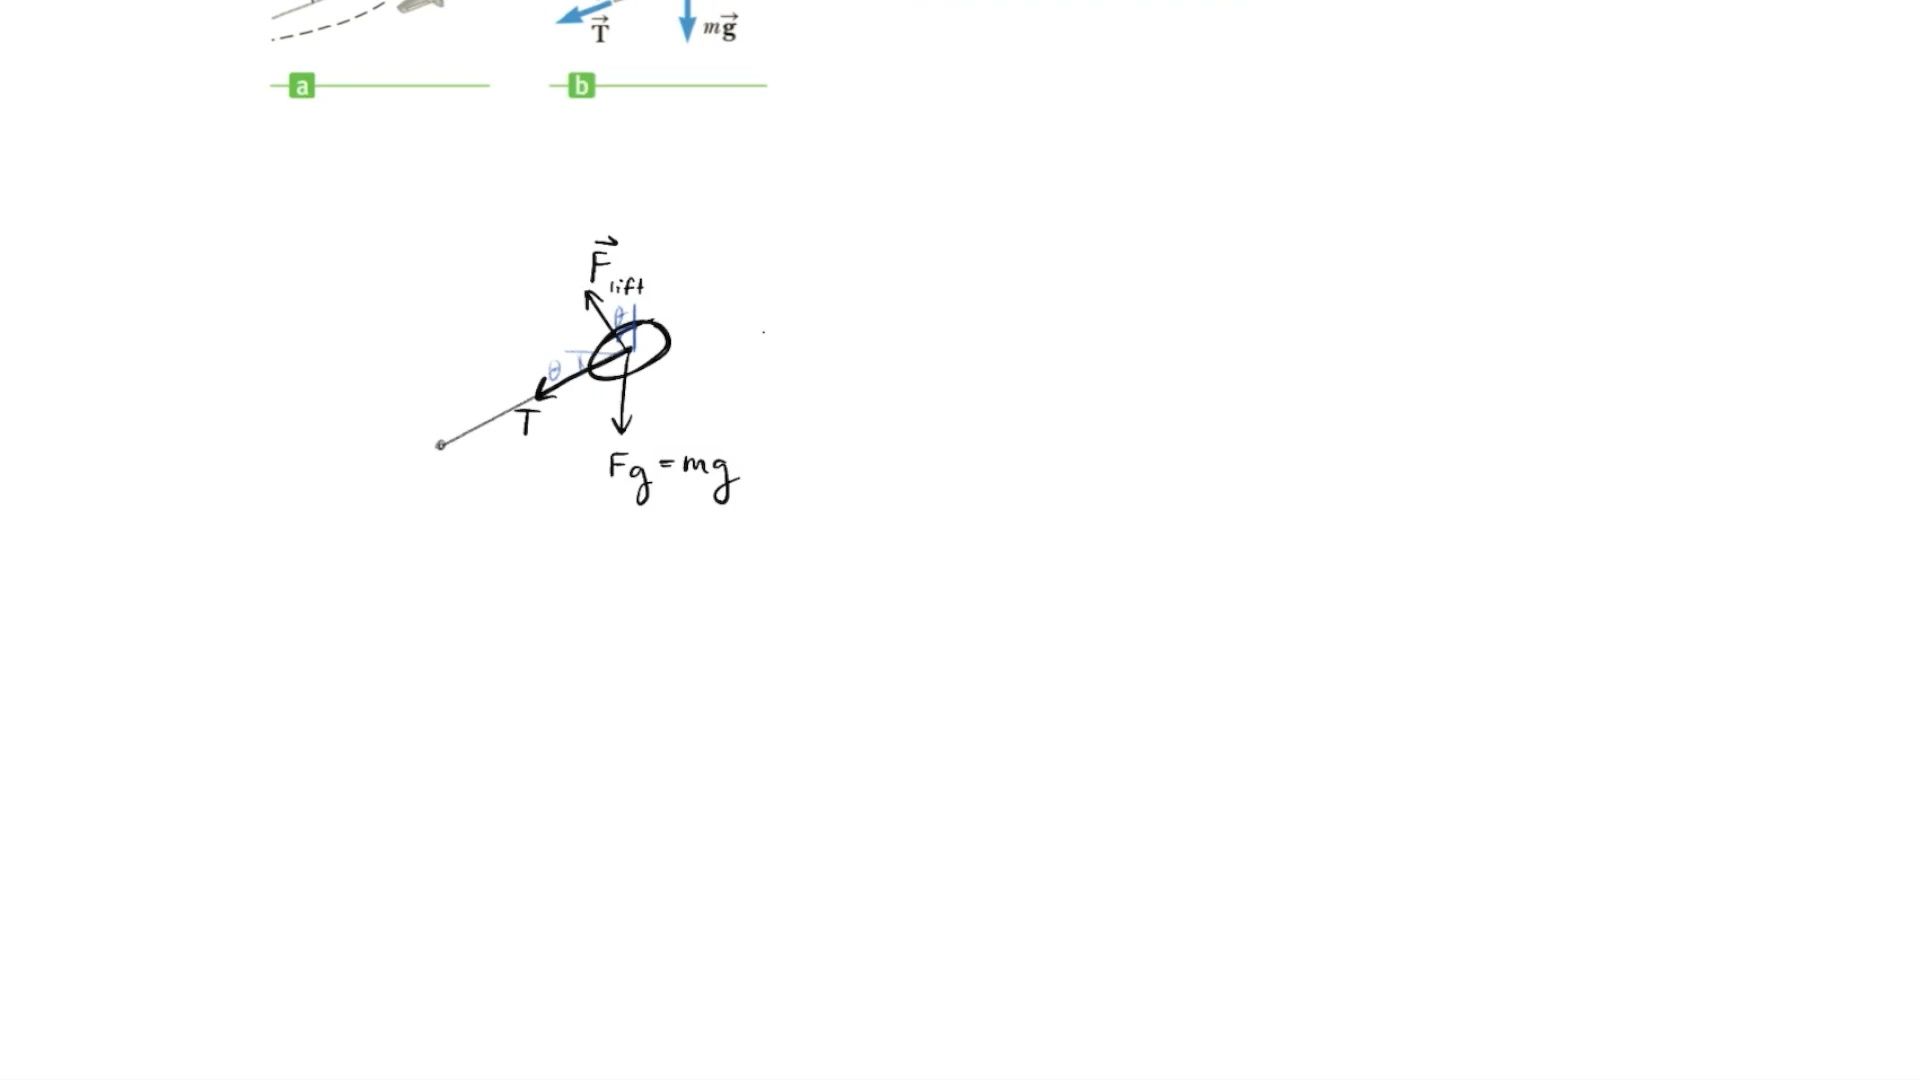 T⃗
mg⃗
a
b
F⃗ lift
θ
θ
T
Fg = mg